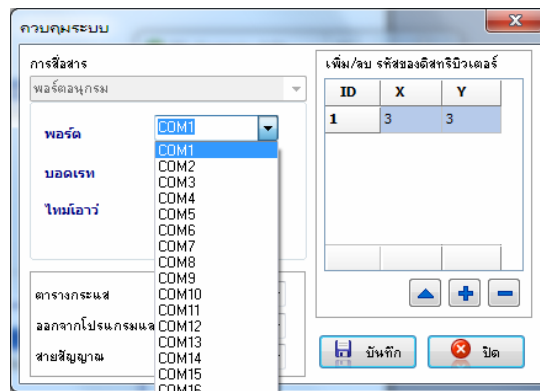 ควบคุมระบบ
การสื่อสาร
พอร์ตอนุกรม
พอร์ต
COM1
บอดเรท
ไทม์เอาว์
COM1
COM2
COM3
COM4
COM5
COM6
COM7
COM8
COM9
COM10
COM11
COM12
COM13
COM14
COM15
COM16
ตารางกระแส
ออกจากโปรแกรมแล
สายสัญญาณ
เพิ่ม/ลบ รหัสของดิสทริบิวเตอร์
ID X Y
1 3 3
บันทึก
ปิด